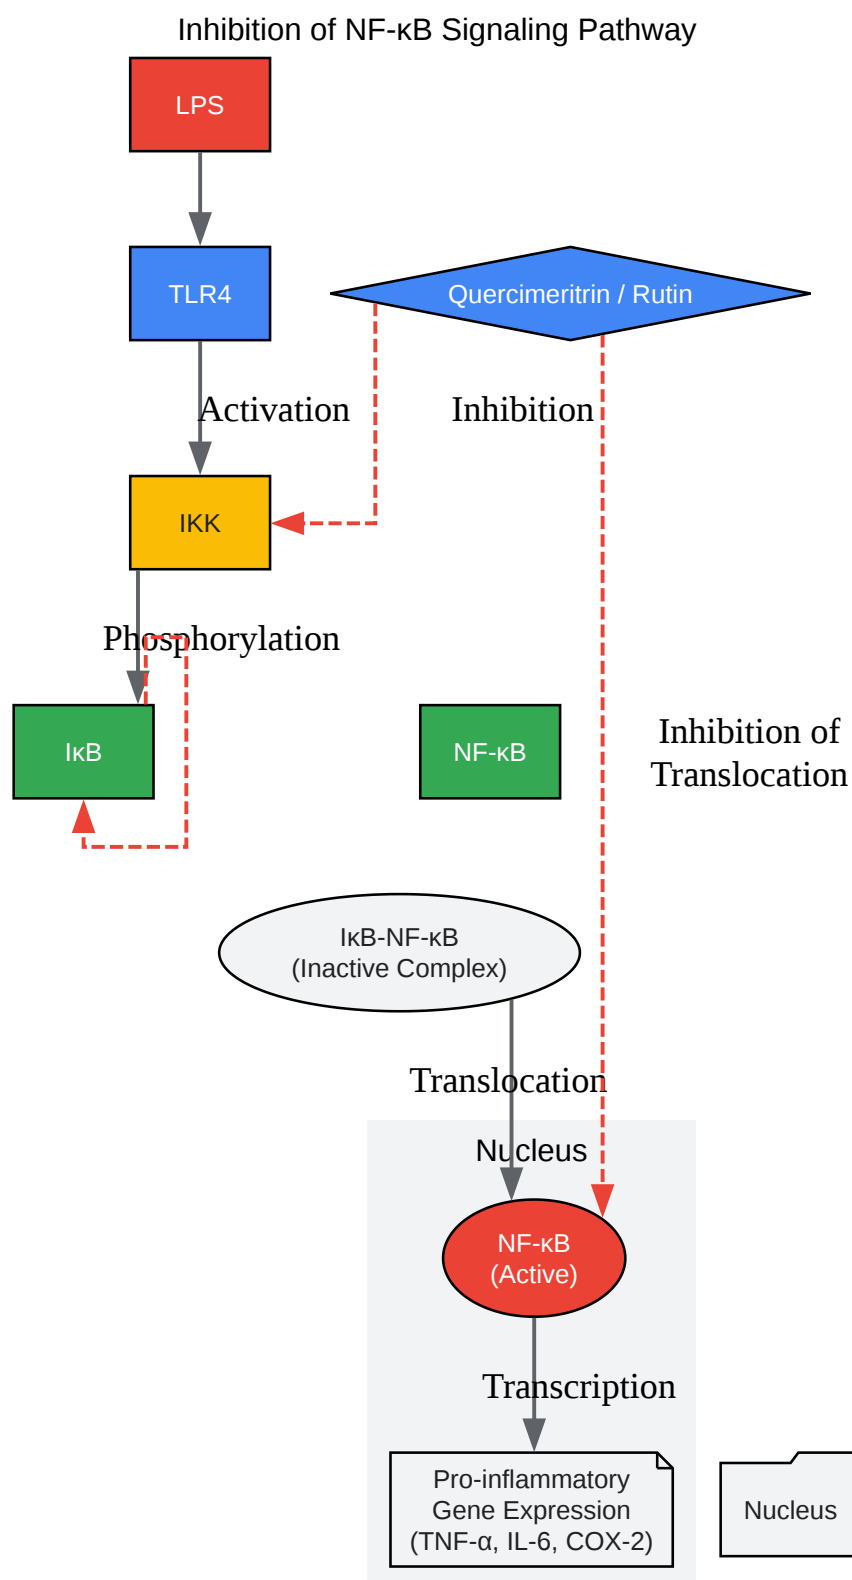 Inhibition of NF-κB Signaling Pathway
LPS
TLR4
Quercimeritrin / Rutin
Activation
Inhibition
IKK
Phosphorylation
IκB
NF-κB
Inhibition of
Translocation
IκB-NF-κB
(Inactive Complex)
Translocation
Nucleus
NF-κB
(Active)
Transcription
Pro-inflammatory
Gene Expression
(TNF-α, IL-6, COX-2)
Nucleus